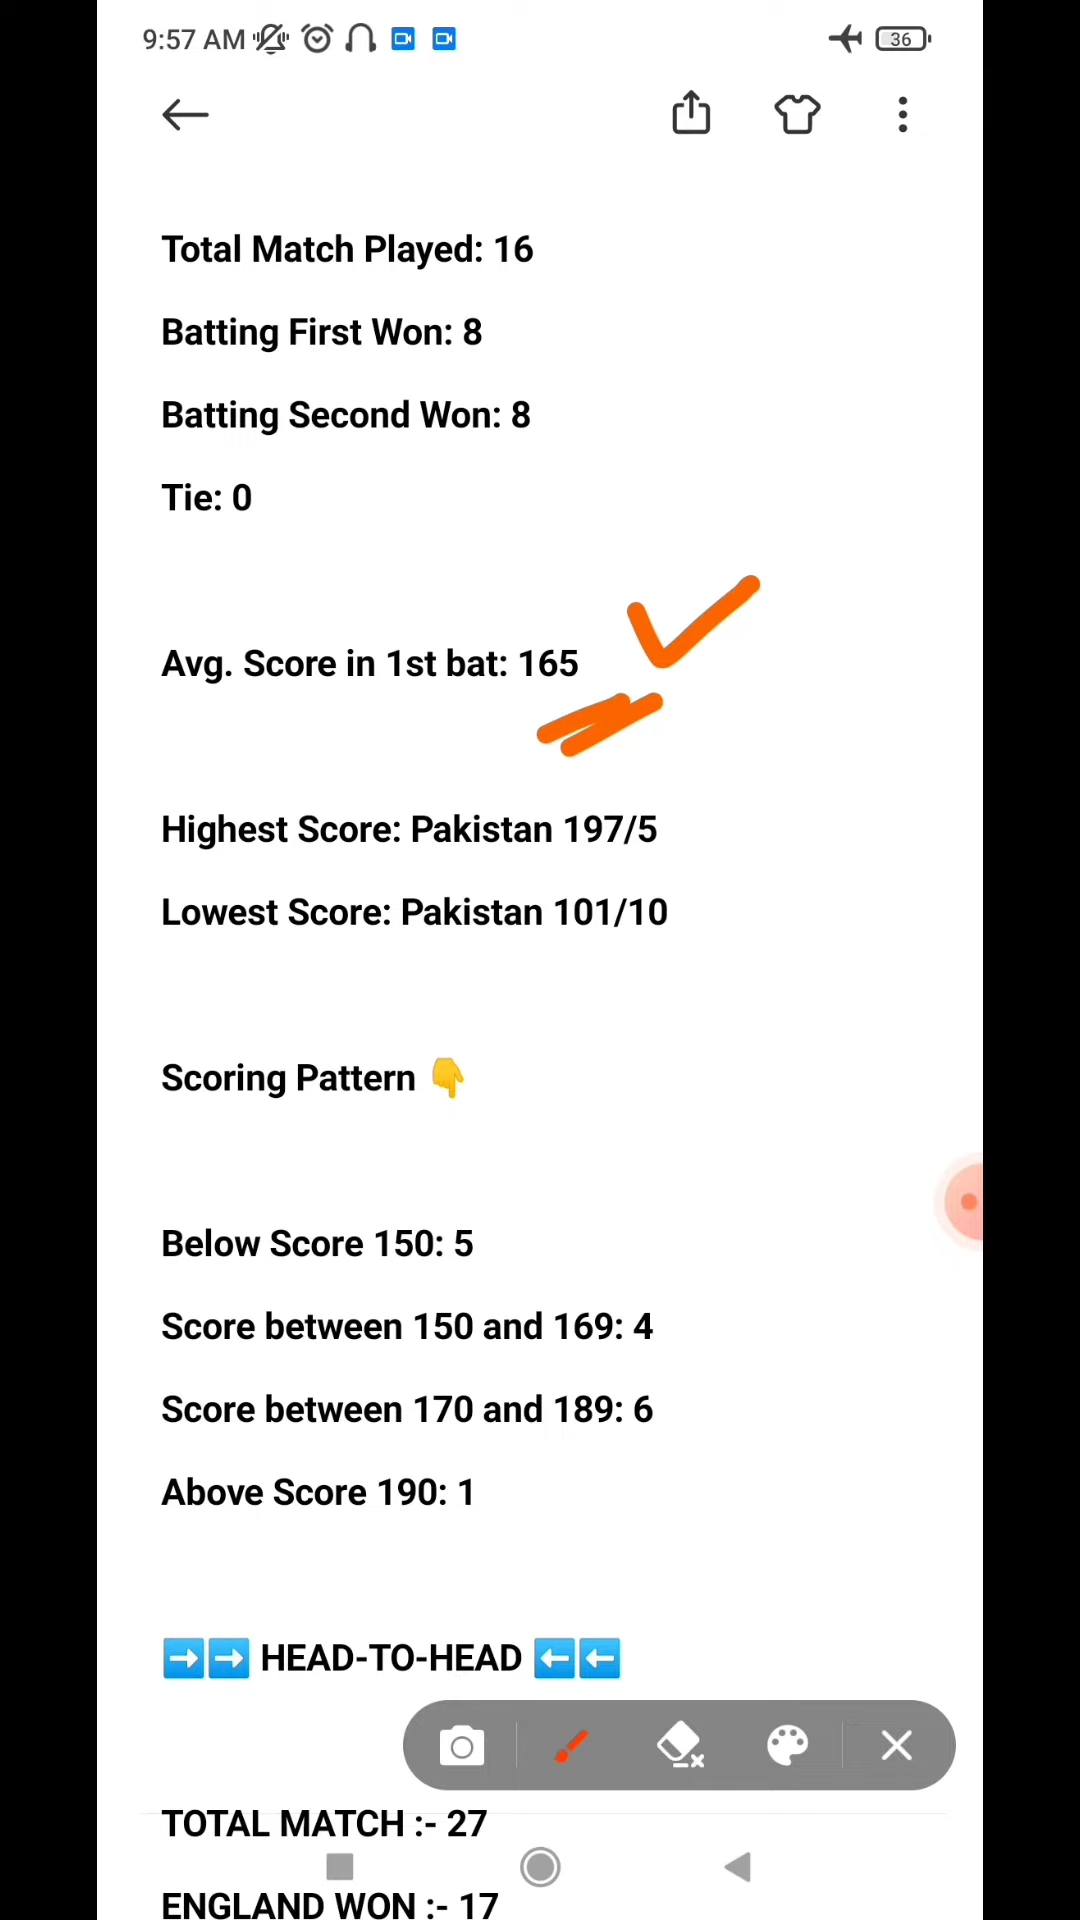 9:57 AM
36
Total Match Played: 16
Batting First Won: 8
Batting Second Won: 8
Tie: 0
Avg. Score in 1st bat: 165
Highest Score: Pakistan 197/5
Lowest Score: Pakistan 101/10
Scoring Pattern 👇
Below Score 150: 5
Score between 150 and 169: 4
Score between 170 and 189: 6
Above Score 190: 1
➡️➡️ HEAD-TO-HEAD ⬅️⬅️
TOTAL MATCH :- 27
ENGLAND WON :- 17